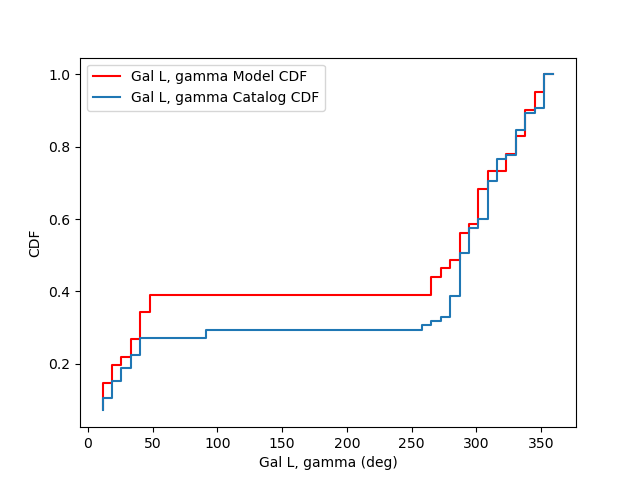 Gal L, gamma Model CDF
Gal L, gamma Catalog CDF
1.0
0.8
0.6
0.4
0.2
CDF
0 50 100 150 200 250 300 350
Gal L, gamma (deg)